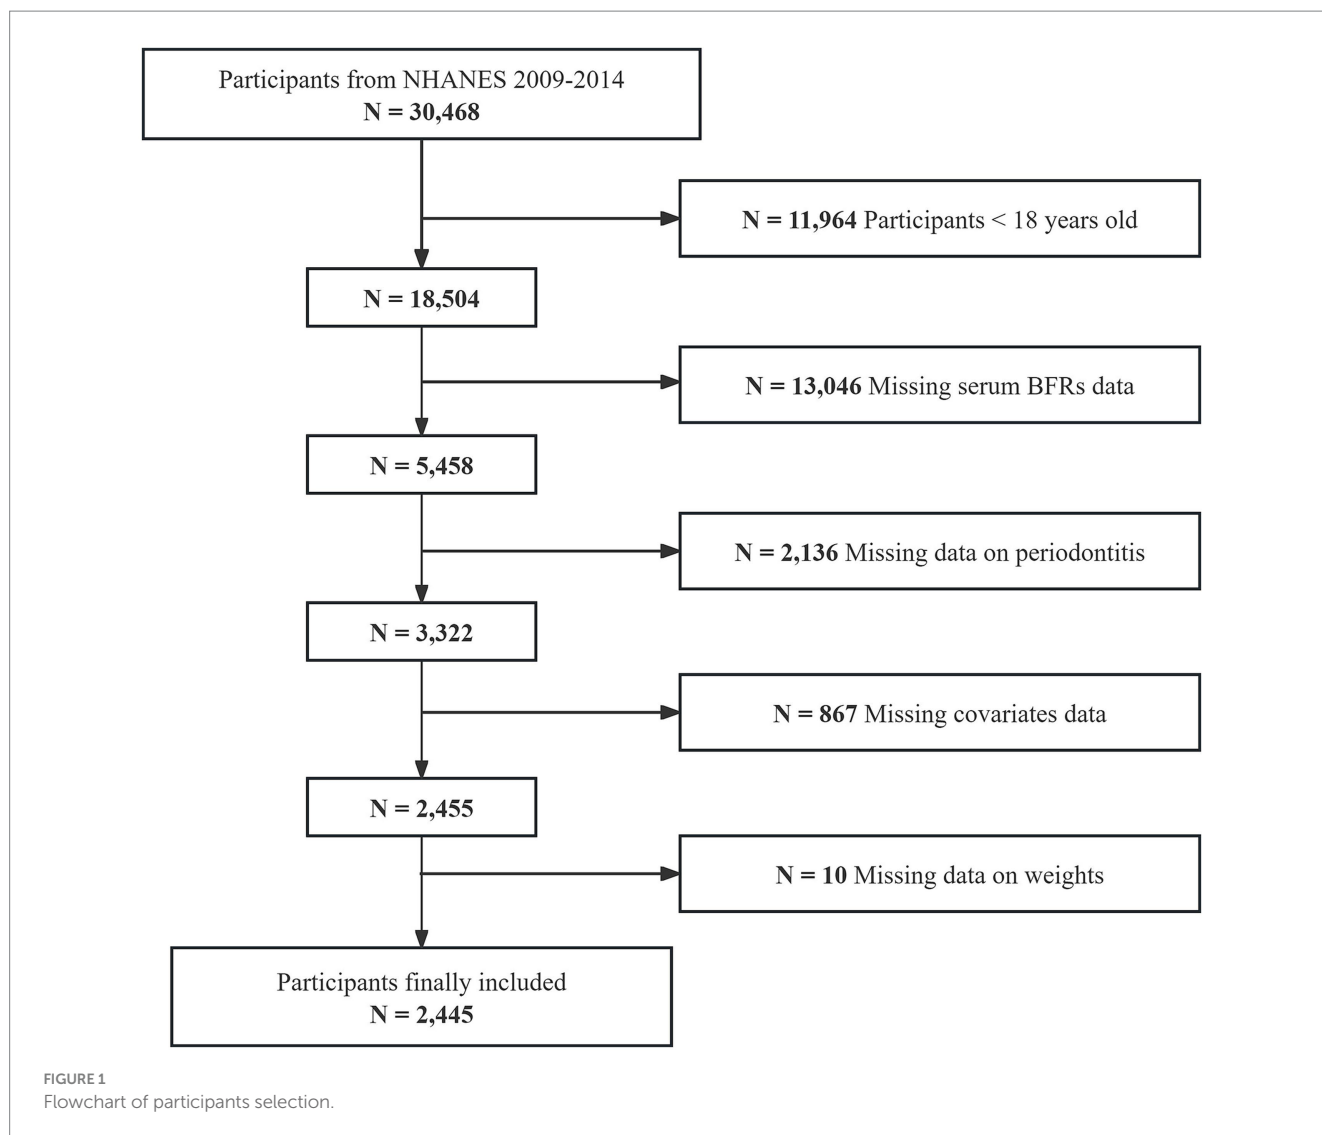 Participants from NHANES 2009-2014
N = 30,468
N = 11,964 Participants < 18 years old
N = 18,504
N = 13,046 Missing serum BFRs data
N = 5,458
N = 2,136 Missing data on periodontitis
N = 3,322
N = 867 Missing covariates data
N = 2,455
N = 10 Missing data on weights
Participants finally included
N = 2,445
FIGURE 1
Flowchart of participants selection.